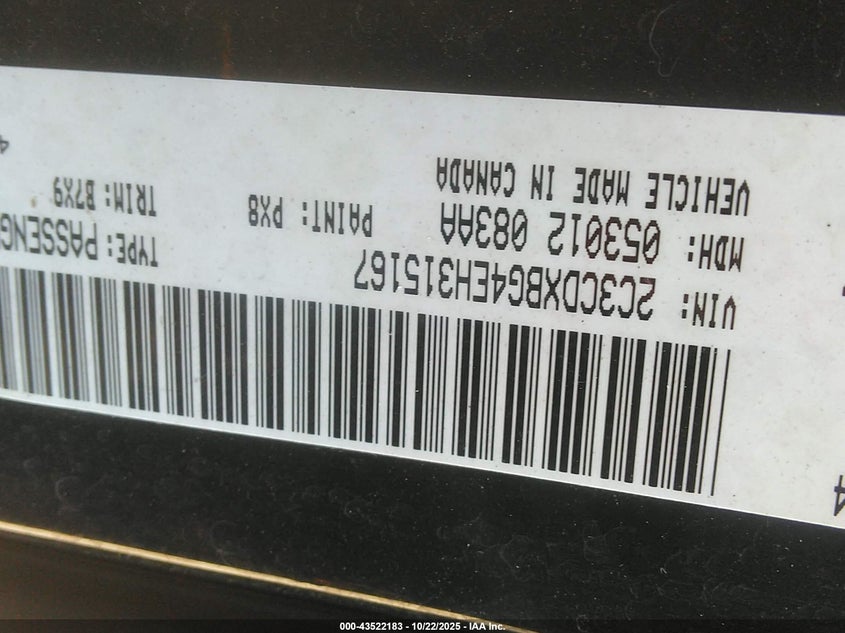 VIN: 2C3CDXBG4EH315167 TYPE: PASSENG
MDH: 053012 083AA PAINT: PX8 TRIM: B7X9
VEHICLE MADE IN CANADA
000-43522183 - 10/22/2025 - IAA Inc.